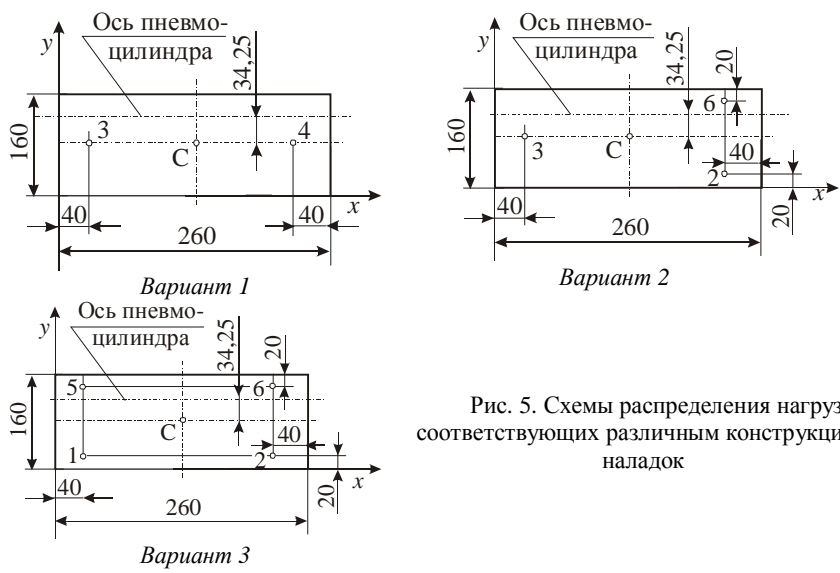 Ось пневмо-
цилиндра
y
34,25
160
3
4
C
40
40
x
260
Вариант 1
Ось пневмо-
цилиндра
y
34,25
20
160
6
3
C
2
40
40
20
x
260
Вариант 2
Ось пневмо-
цилиндра
y
34,25
20
160
5
6
C
1
2
40
40
20
x
260
Вариант 3
Рис. 5. Схемы распределения нагруз
соответствующих различным конструкци
наладок